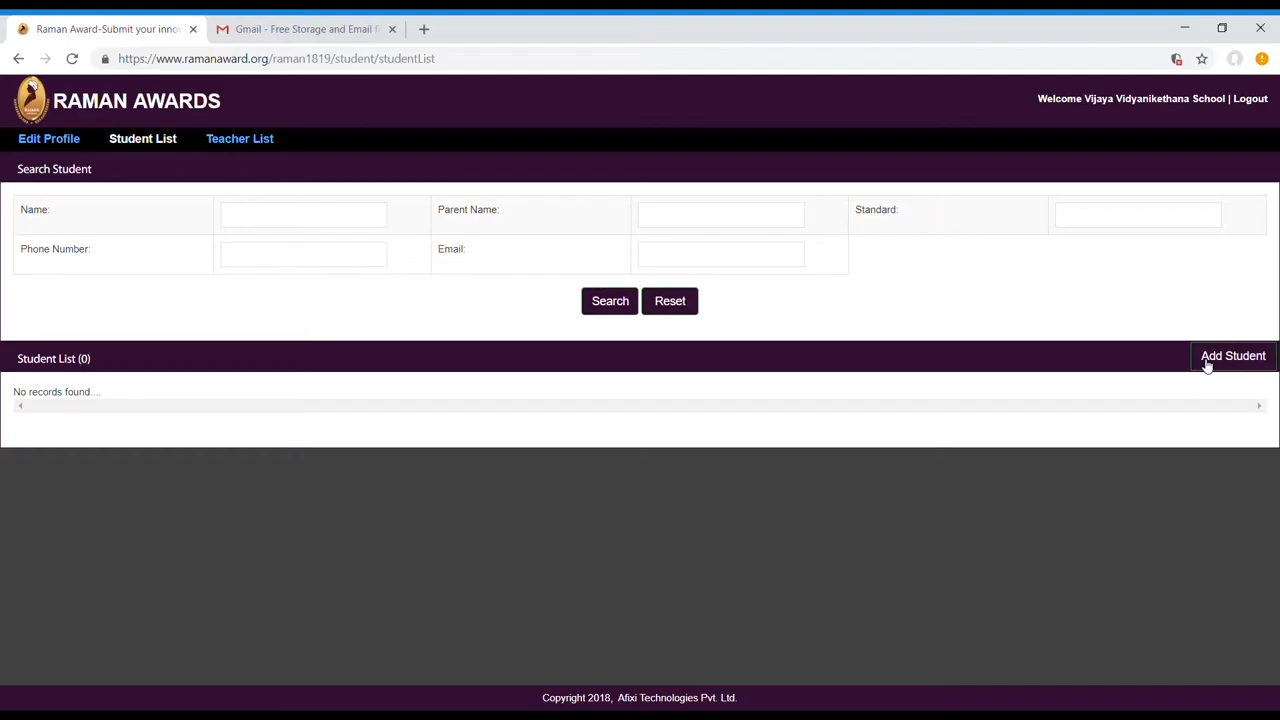 Raman Award-Submit your innov
Gmail - Free Storage and Email f
https://www.ramanaward.org/raman1819/student/studentList
RAMAN AWARDS
Welcome Vijaya Vidyanikethana School | Logout
Edit Profile Student List Teacher List
Search Student
Name: Parent Name: Standard:
Phone Number: Email:
Search Reset
Student List (0) Add Student
No records found....
Copyright 2018, Afixi Technologies Pvt. Ltd.